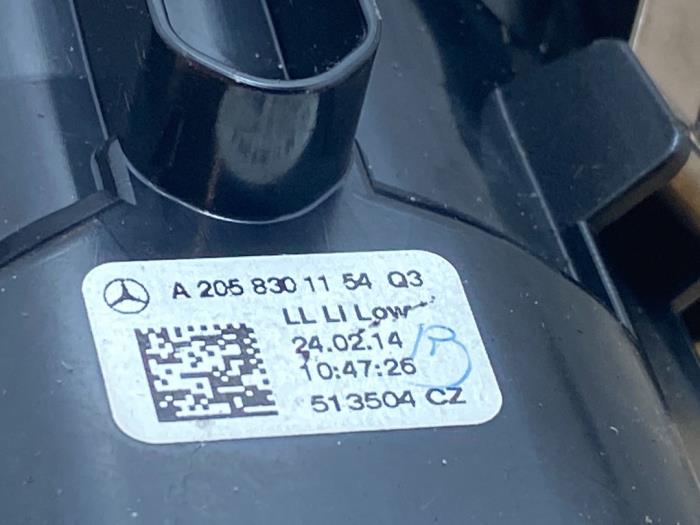 A 205 830 11 54 Q3
LL LI Low
24.02.14
10:47:26
513504 CZ